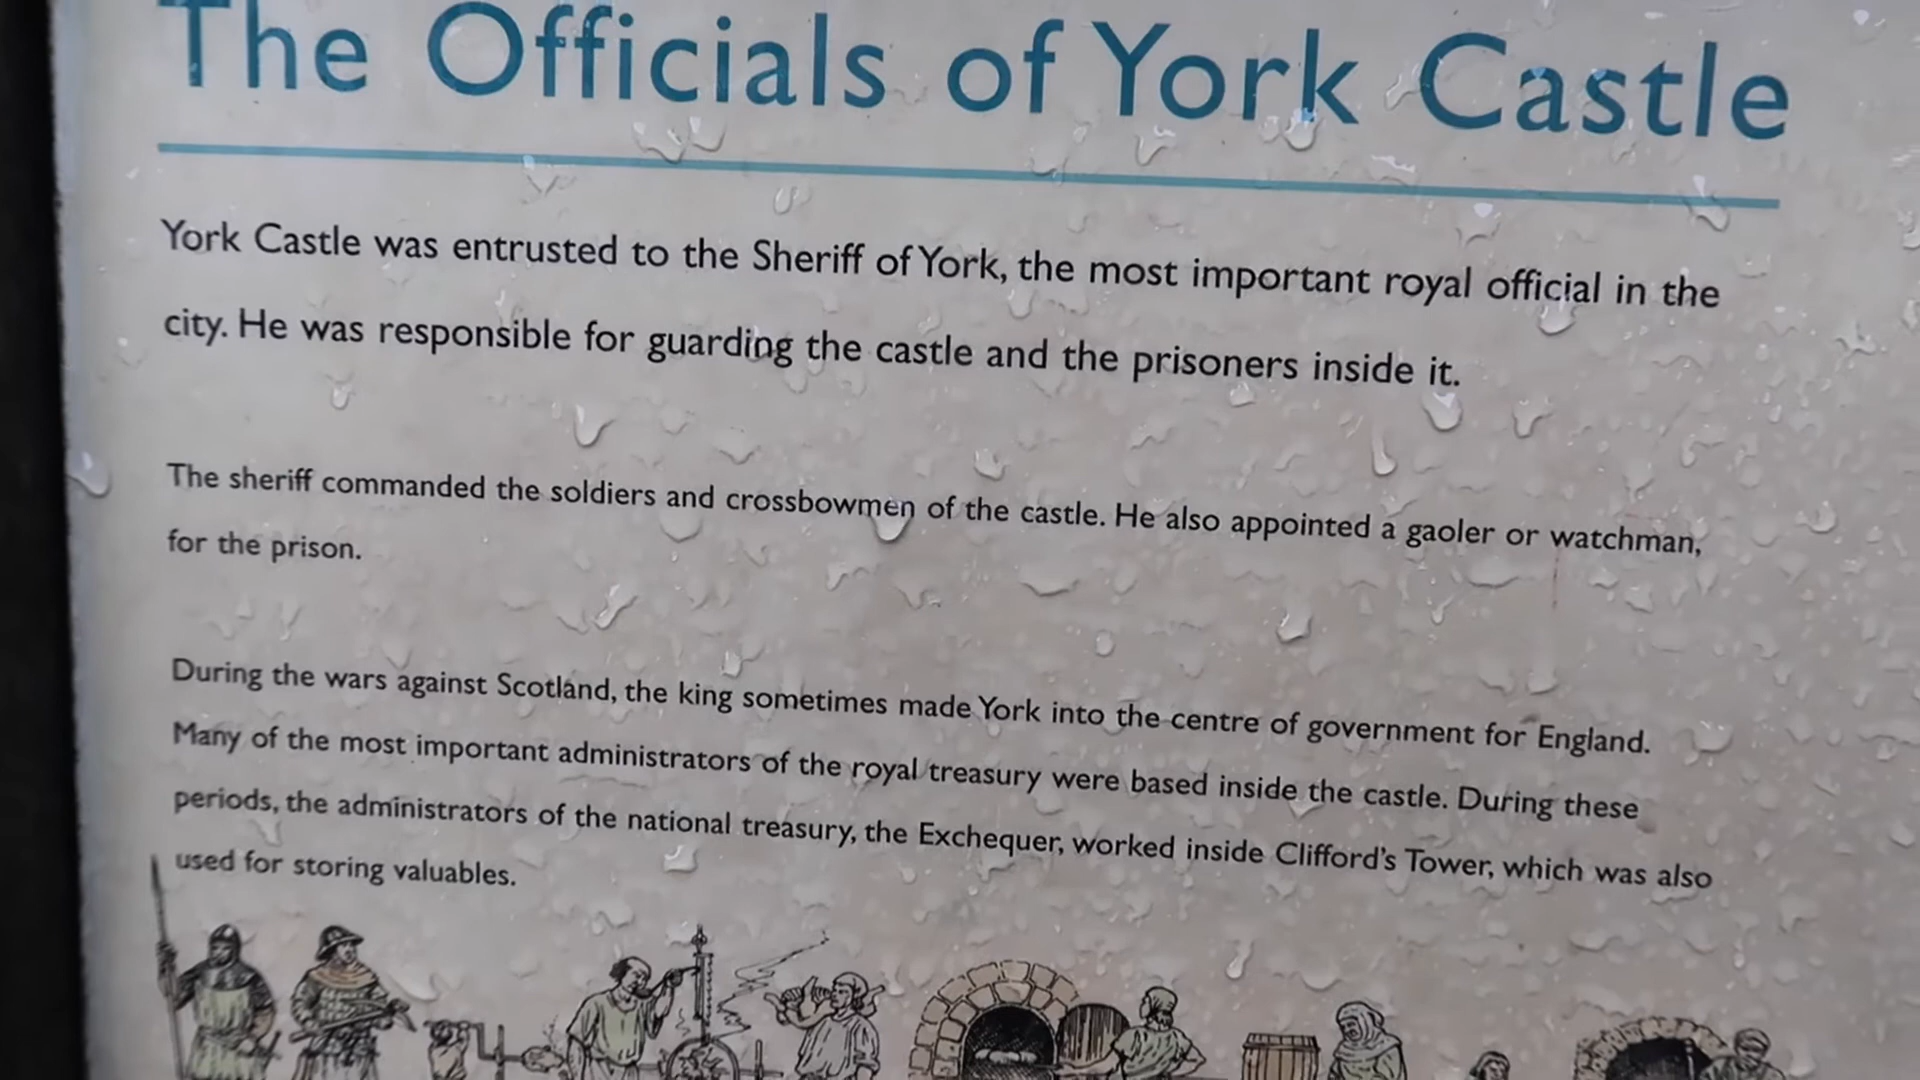 The Officials of York Castle
York Castle was entrusted to the Sheriff of York, the most important royal official in the
city. He was responsible for guarding the castle and the prisoners inside it.
The sheriff commanded the soldiers and crossbowmen of the castle. He also appointed a gaoler or watchman,
for the prison.
During the wars against Scotland, the king sometimes made York into the centre of government for England.
Many of the most important administrators of the royal treasury were based inside the castle. During these
periods, the administrators of the national treasury, the Exchequer, worked inside Clifford's Tower, which was also
used for storing valuables.